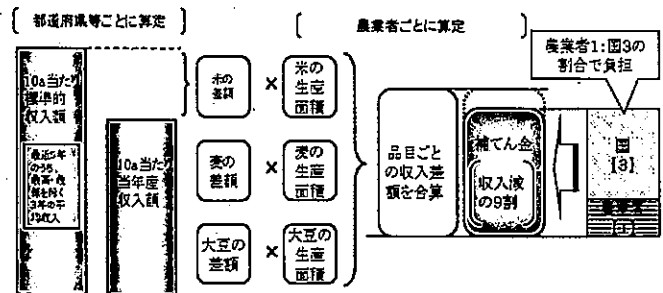 〔 都道府県等ごとに算定 〕
〔 農業者ごとに算定 〕
農業者1:国3の
割合で負担
10a当たり
標準的
収入額
最近5年
のうち、
最高・最
低を除く
3年の平
均収入
10a当たり
当年産
収入額
米の
差額
×
米の
生産
面積
麦の
差額
×
麦の
生産
面積
大豆の
差額
×
大豆の
生産
面積
品目ごと
の収入差
額を合算
補てん金
収入減
の9割
国
【3】
農業者
【1】